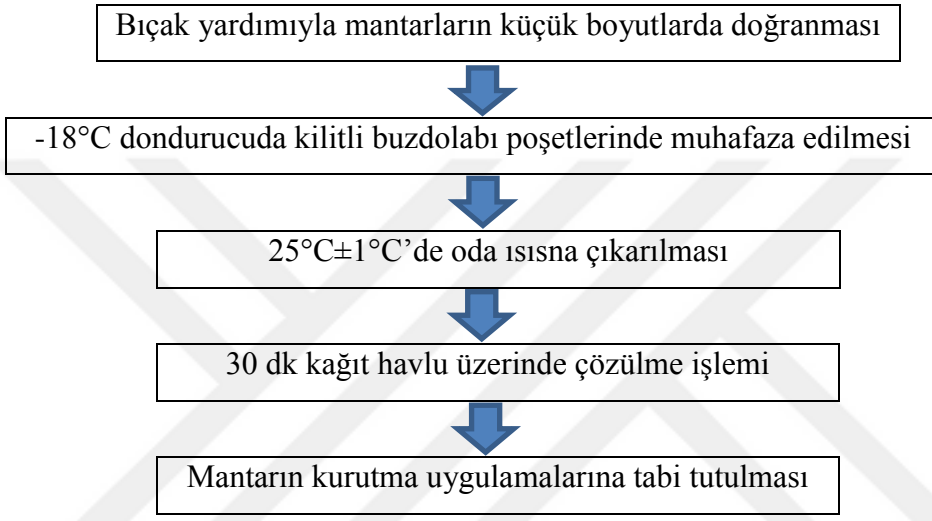 Bıçak yardımıyla mantarların küçük boyutlarda doğranması
-18°C dondurucuda kilitli buzdolabı poşetlerinde muhafaza edilmesi
25°C±1°C’de oda ısısna çıkarılması
30 dk kağıt havlu üzerinde çözülme işlemi
Mantarın kurutma uygulamalarına tabi tutulması